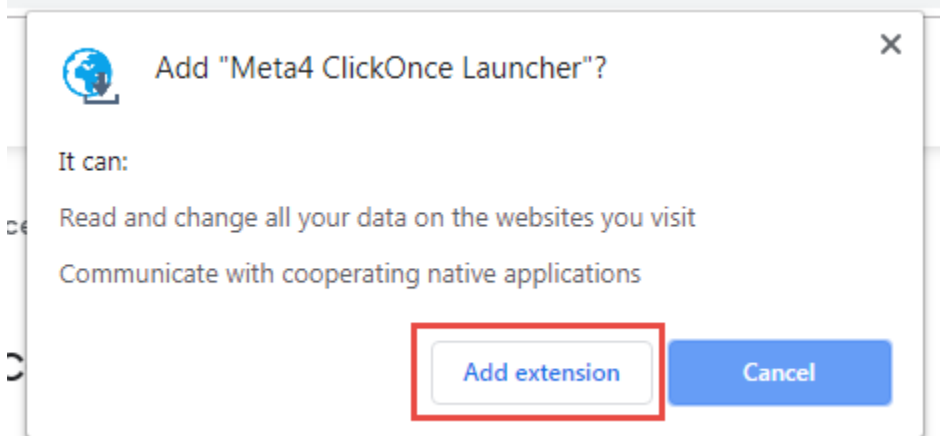 Add "Meta4 ClickOnce Launcher"?
It can:
Read and change all your data on the websites you visit
Communicate with cooperating native applications
Add extension
Cancel